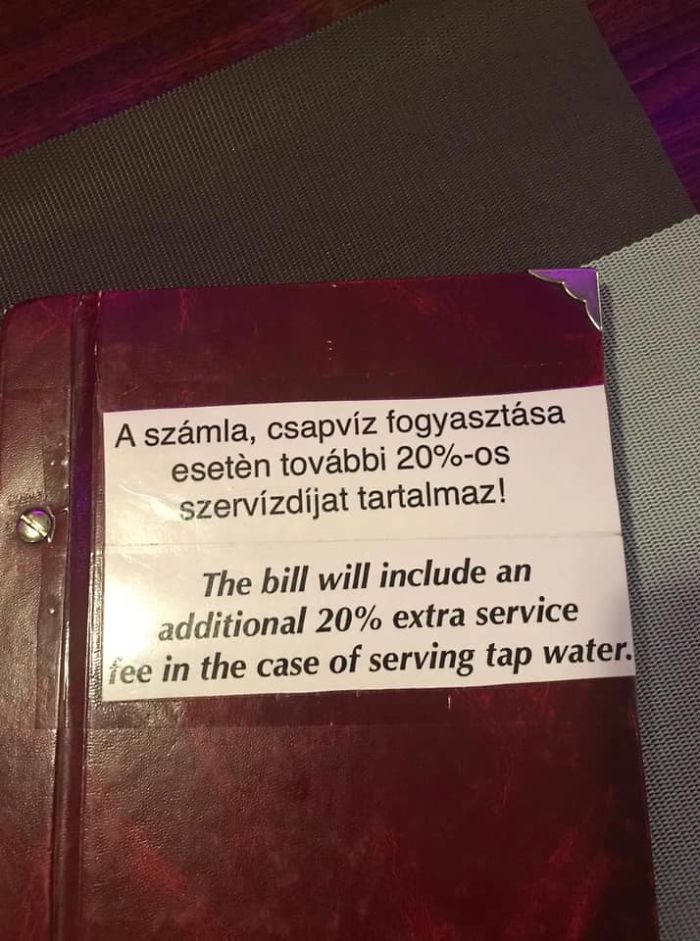 A számla, csapvíz fogyasztása
esetèn további 20%-os
szervízdíjat tartalmaz!
The bill will include an
additional 20% extra service
fee in the case of serving tap water.